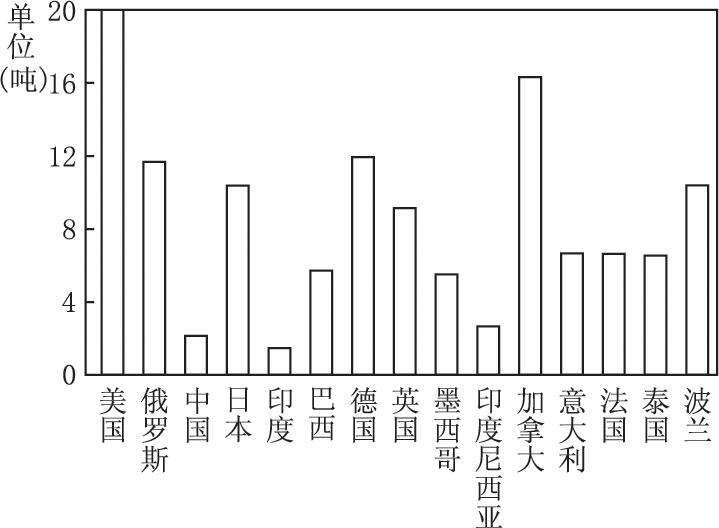 单位(吨)
20
16
12
8
4
0
美国
俄罗斯
中国
日本
印度
巴西
德国
英国
墨西哥
印度尼西亚
加拿大
意大利
法国
泰国
波兰